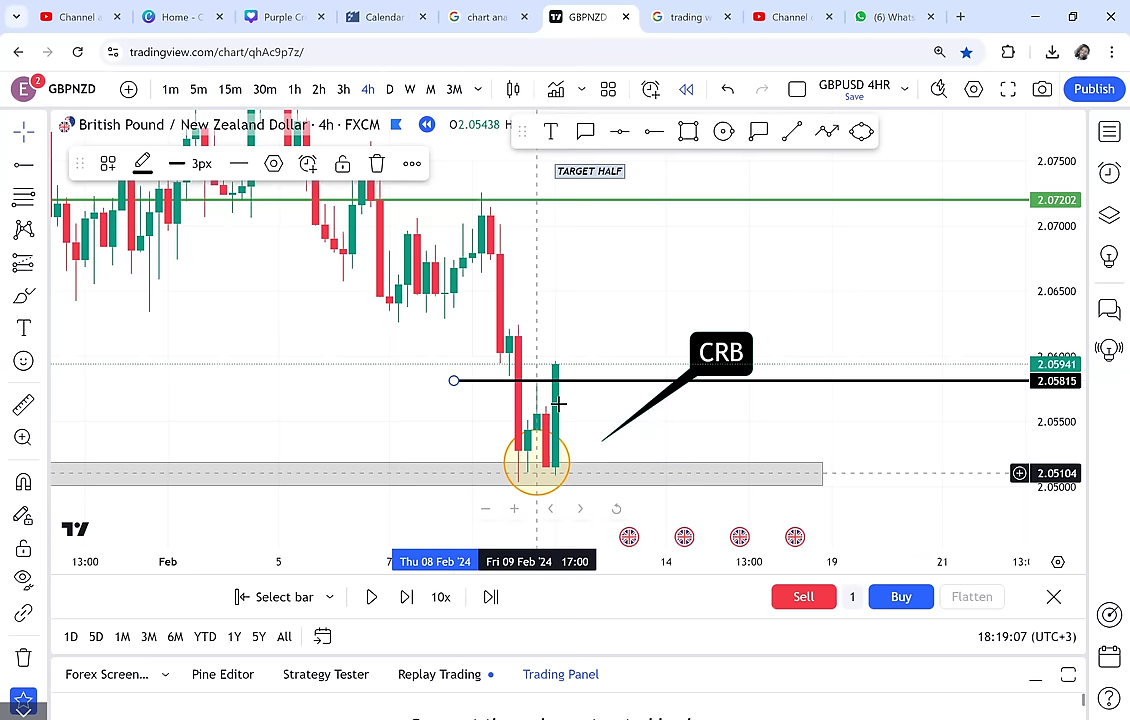 Channel a
Home - C
Purple Cr
Calendar
chart ana
GBPNZD
trading w
Channel
(6) Whats
tradingview.com/chart/qhAc9p7z/
E
2
GBPNZD
1m 5m 15m 30m 1h 2h 3h 4h D W M 3M
GBPUSD 4HR
Save
Publish
British Pound / New Zealand Dollar · 4h · FXCM
O2.05438 H
T
3px
TARGET HALF
2.07500
2.07202
2.07000
2.06500
2.05941
2.05815
2.05500
2.05104
2.05000
CRB
13:00 Feb 5 7 Thu 08 Feb '24 Fri 09 Feb '24 17:00 14 13:00 19 21
Select bar
10x
Sell 1 Buy Flatten
1D 5D 1M 3M 6M YTD 1Y 5Y All
18:19:07 (UTC+3)
Forex Screen... Pine Editor Strategy Tester Replay Trading Trading Panel